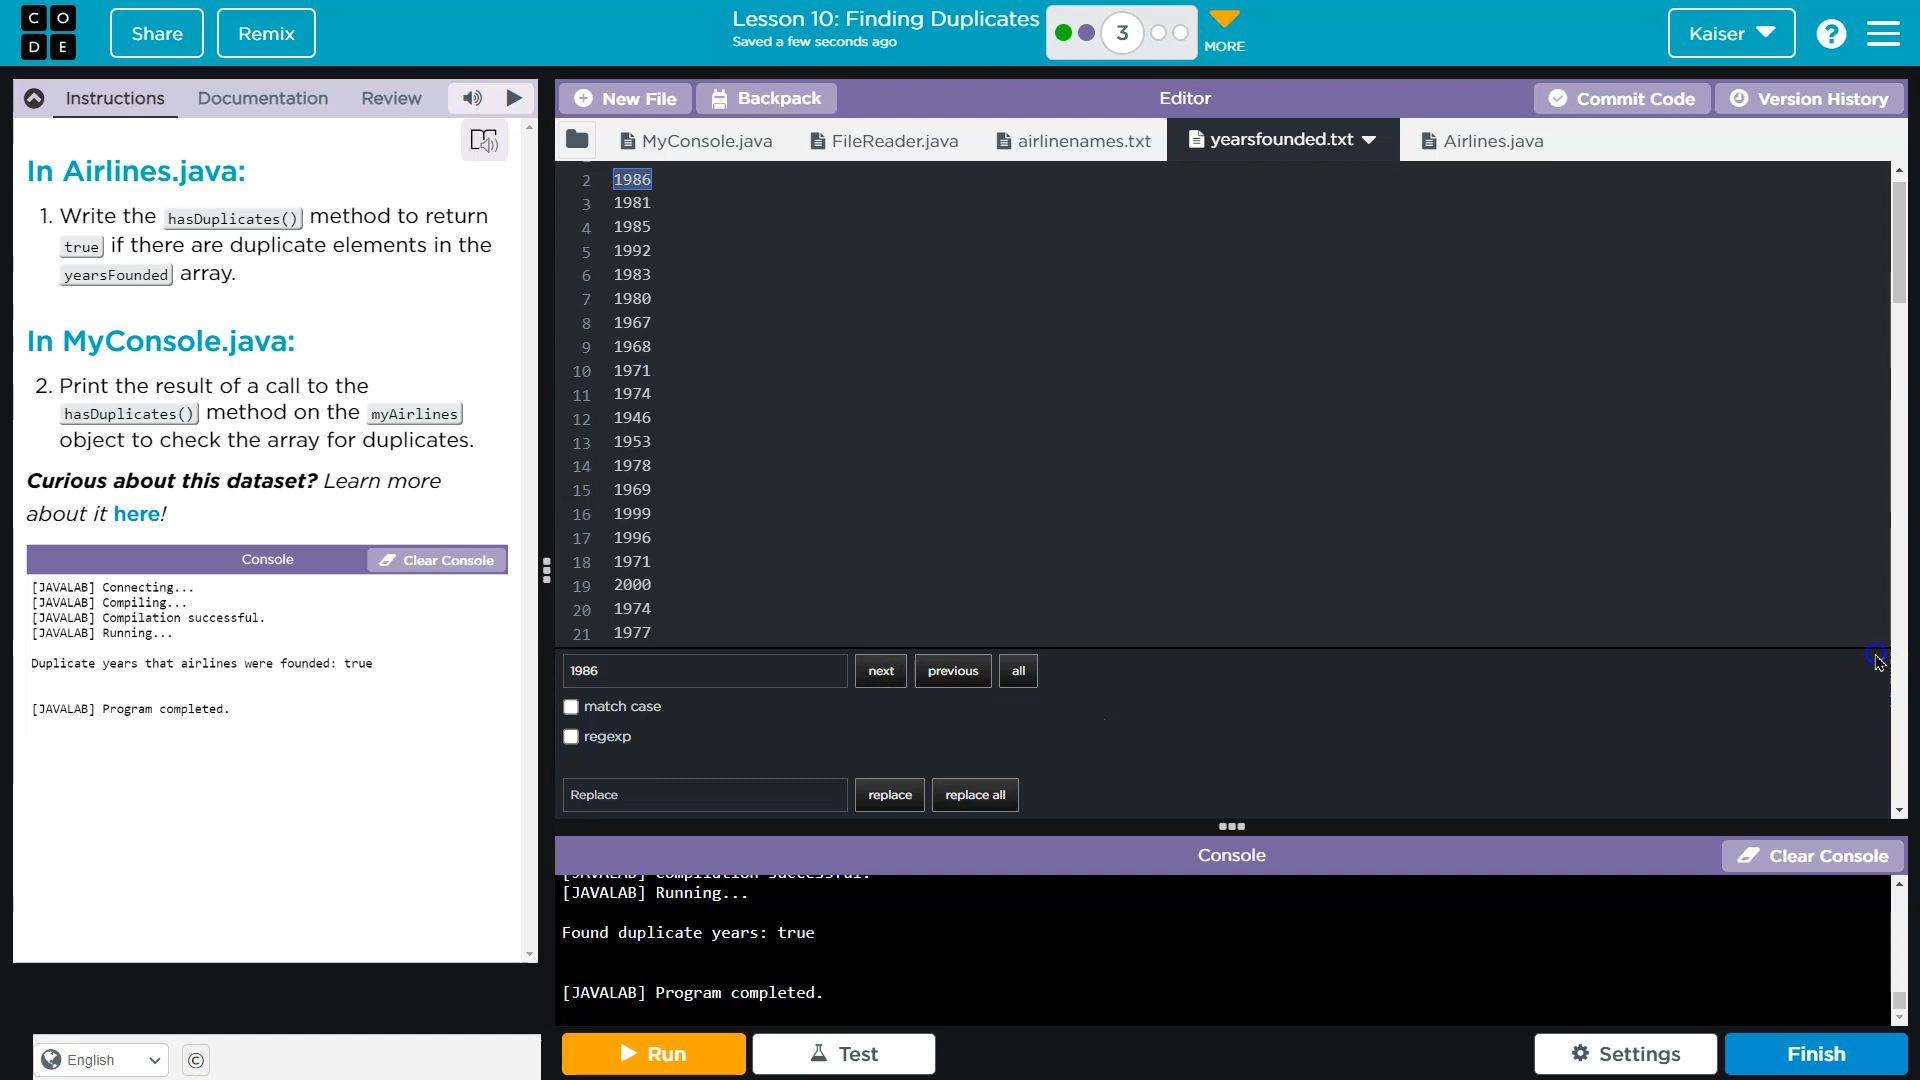 CODE
Share
Remix
Lesson 10: Finding Duplicates
Saved a few seconds ago
3
MORE
Kaiser
?
Instructions
Documentation
Review
In Airlines.java:
1. Write the hasDuplicates() method to return
true if there are duplicate elements in the
yearsFounded array.
In MyConsole.java:
2. Print the result of a call to the
hasDuplicates() method on the myAirlines
object to check the array for duplicates.
Curious about this dataset? Learn more
about it here!
Console
Clear Console
[JAVALAB] Connecting...
[JAVALAB] Compiling...
[JAVALAB] Compilation successful.
[JAVALAB] Running...
Duplicate years that airlines were founded: true
[JAVALAB] Program completed.
English
©
New File
Backpack
Editor
Commit Code
Version History
MyConsole.java
FileReader.java
airlinenames.txt
yearsfounded.txt
Airlines.java
2 1986
3 1981
4 1985
5 1992
6 1983
7 1980
8 1967
9 1968
10 1971
11 1974
12 1946
13 1953
14 1978
15 1969
16 1999
17 1996
18 1971
19 2000
20 1974
21 1977
1986
next
previous
all
match case
regexp
Replace
replace
replace all
Console
Clear Console
[JAVALAB] Compilation successful.
[JAVALAB] Running...
Found duplicate years: true
[JAVALAB] Program completed.
Run
Test
Settings
Finish